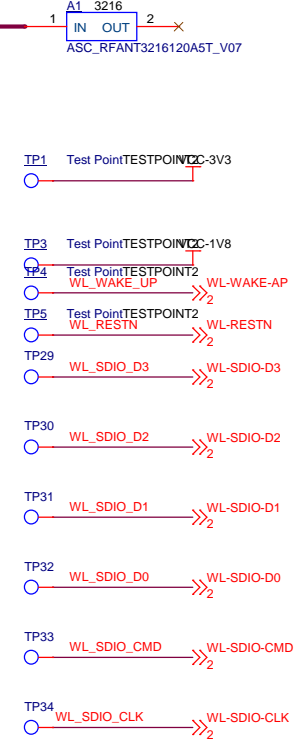 A1 3216
1 IN OUT 2
ASC_RFANT3216120A5T_V07
TP1 Test Point TESTPOINT2 VCC-3V3
TP3 Test Point TESTPOINT2 VCC-1V8
TP4 Test Point TESTPOINT2
WL_WAKE_UP WL-WAKE-AP
2
TP5 Test Point TESTPOINT2
WL_RESTN WL-RESTN
2
TP29
WL_SDIO_D3 WL-SDIO-D3
2
TP30
WL_SDIO_D2 WL-SDIO-D2
2
TP31
WL_SDIO_D1 WL-SDIO-D1
2
TP32
WL_SDIO_D0 WL-SDIO-D0
2
TP33
WL_SDIO_CMD WL-SDIO-CMD
2
TP34
WL_SDIO_CLK WL-SDIO-CLK
2